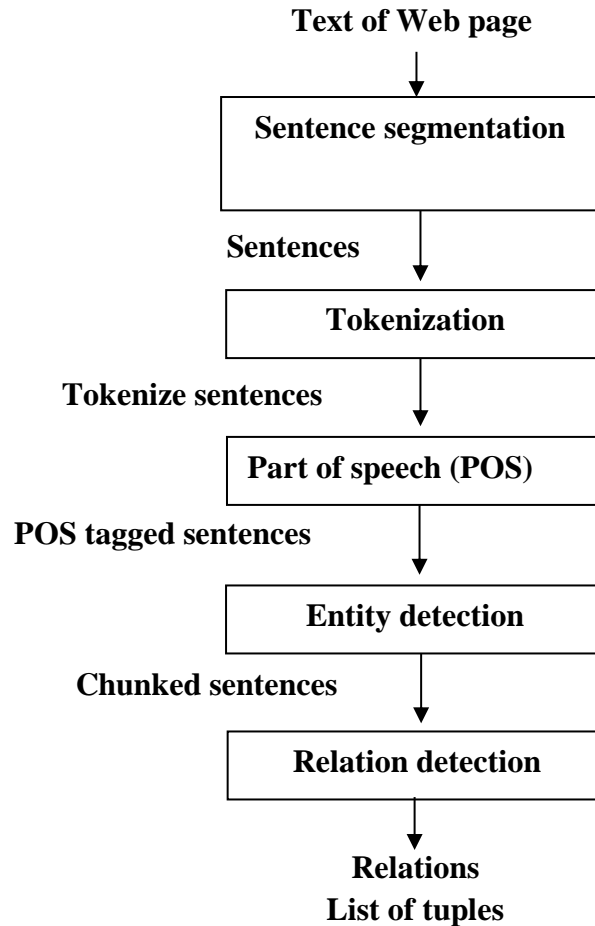 Text of Web page
Sentence segmentation
Sentences
Tokenization
Tokenize sentences
Part of speech (POS)
POS tagged sentences
Entity detection
Chunked sentences
Relation detection
Relations
List of tuples